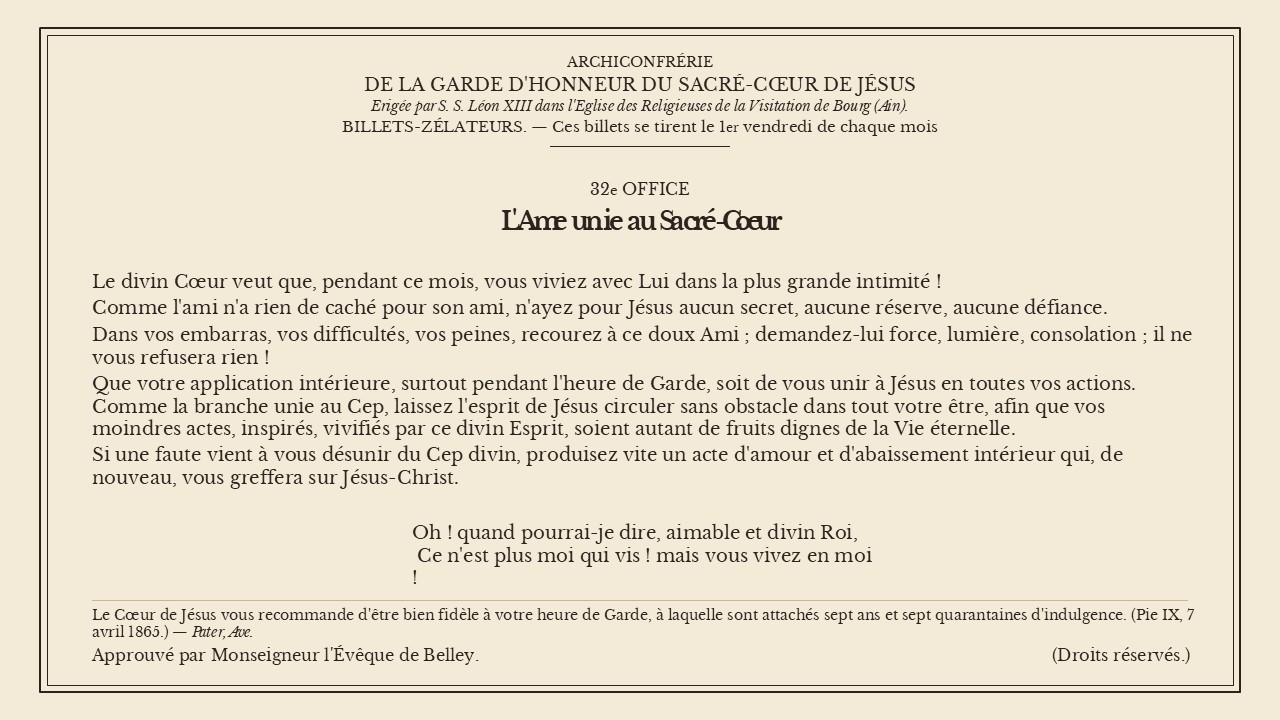 ARCHICONFRÉRIE
DE LA GARDE D'HONNEUR DU SACRÉ-CŒUR DE JÉSUS
Erigée par S. S. Léon XIII dans l'Eglise des Religieuses de la Visitation de Bourg (Ain).
BILLETS-ZÉLATEURS. — Ces billets se tirent le 1er vendredi de chaque mois
32e OFFICE
L'Ame unie au Sacré-Cœur
Le divin Cœur veut que, pendant ce mois, vous viviez avec Lui dans la plus grande intimité !
Comme l'ami n'a rien de caché pour son ami, n'ayez pour Jésus aucun secret, aucune réserve, aucune défiance.
Dans vos embarras, vos difficultés, vos peines, recourez à ce doux Ami ; demandez-lui force, lumière, consolation ; il ne
vous refusera rien !
Que votre application intérieure, surtout pendant l'heure de Garde, soit de vous unir à Jésus en toutes vos actions.
Comme la branche unie au Cep, laissez l'esprit de Jésus circuler sans obstacle dans tout votre être, afin que vos
moindres actes, inspirés, vivifiés par ce divin Esprit, soient autant de fruits dignes de la Vie éternelle.
Si une faute vient à vous désunir du Cep divin, produisez vite un acte d'amour et d'abaissement intérieur qui, de
nouveau, vous greffera sur Jésus-Christ.
Oh ! quand pourrai-je dire, aimable et divin Roi,
Ce n'est plus moi qui vis ! mais vous vivez en moi
!
Le Cœur de Jésus vous recommande d'être bien fidèle à votre heure de Garde, à laquelle sont attachés sept ans et sept quarantaines d'indulgence. (Pie IX, 7
avril 1865.) — Pater, Ave.
Approuvé par Monseigneur l'Évêque de Belley. (Droits réservés.)